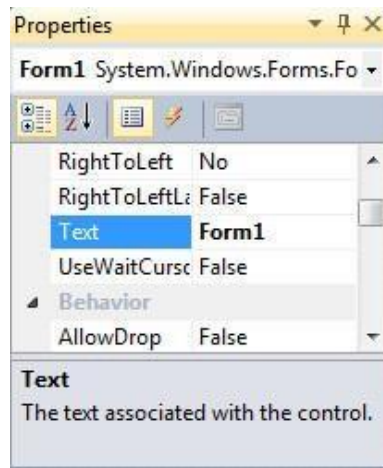 Properties
Form1 System.Windows.Forms.Fo
RightToLeft No
RightToLeftLa False
Text Form1
UseWaitCursc False
Behavior
AllowDrop False
Text
The text associated with the control.